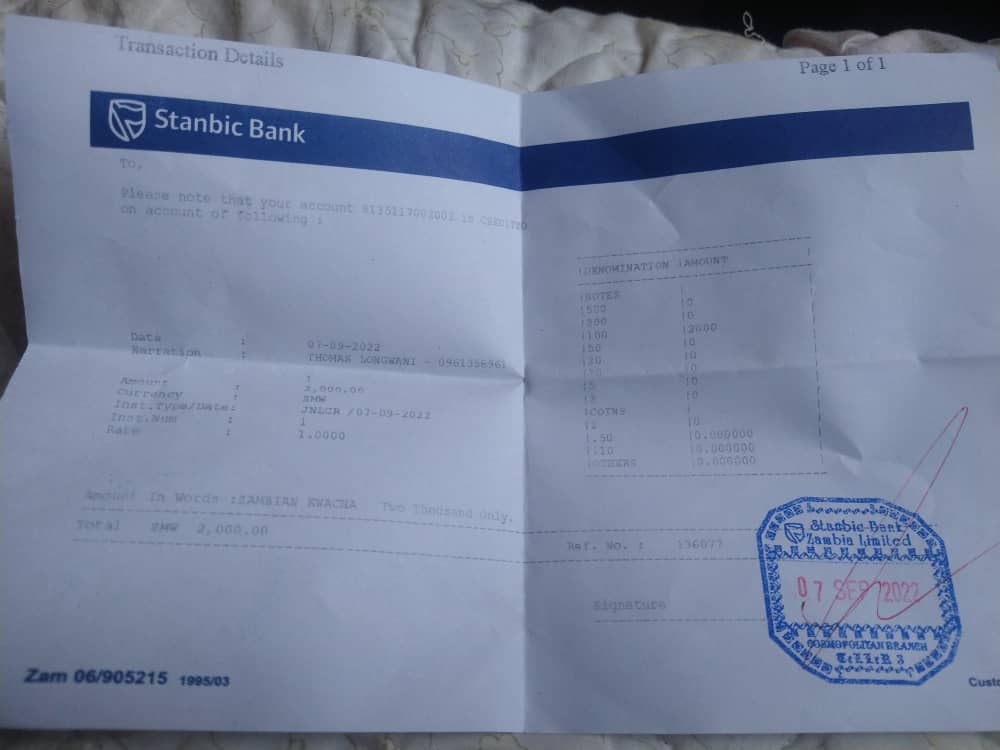 Transaction Details
Page 1 of 1
Stanbic Bank
To,
Please note that your account is CREDITED
on account of following :
|DENOMINATION |AMOUNT |
|NOTES |
|500 |0
|200 |0
|100 |2000
|50 |0
|20 |0
|10 |0
|5 |0
|2 |0
|COINS |
|1 |0
|.50 |0.000000
|.10 |0.000000
|OTHERS |0.000000
Date : 07-09-2022
Narration : THOMAS LONGWANI - 0961356961
1
Amount : 2,000.00
Currency : ZMW
Inst.Type/Date: JNLCR /07-09-2022
Inst.Num : 1
Rate : 1.0000
Amount In Words :ZAMBIAN KWACHA Two Thousand Only.
Total ZMW 2,000.00
Ref. No. : 136077
Signature
Stanbic Bank
Zambia Limited
07 SEP 2022
COSMOPOLITAN BRANCH
TELLER 3
Zam 06/905215 1995/03
Custo